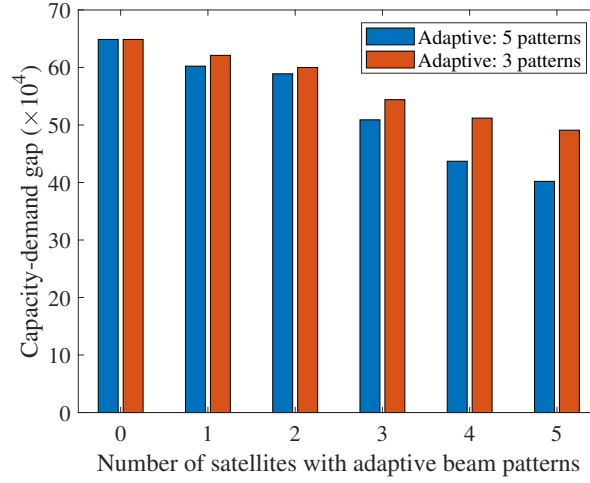 70
60
50
40
30
20
10
0
Capacity-demand gap (×10⁴)
Adaptive: 5 patterns
Adaptive: 3 patterns
0 1 2 3 4 5
Number of satellites with adaptive beam patterns